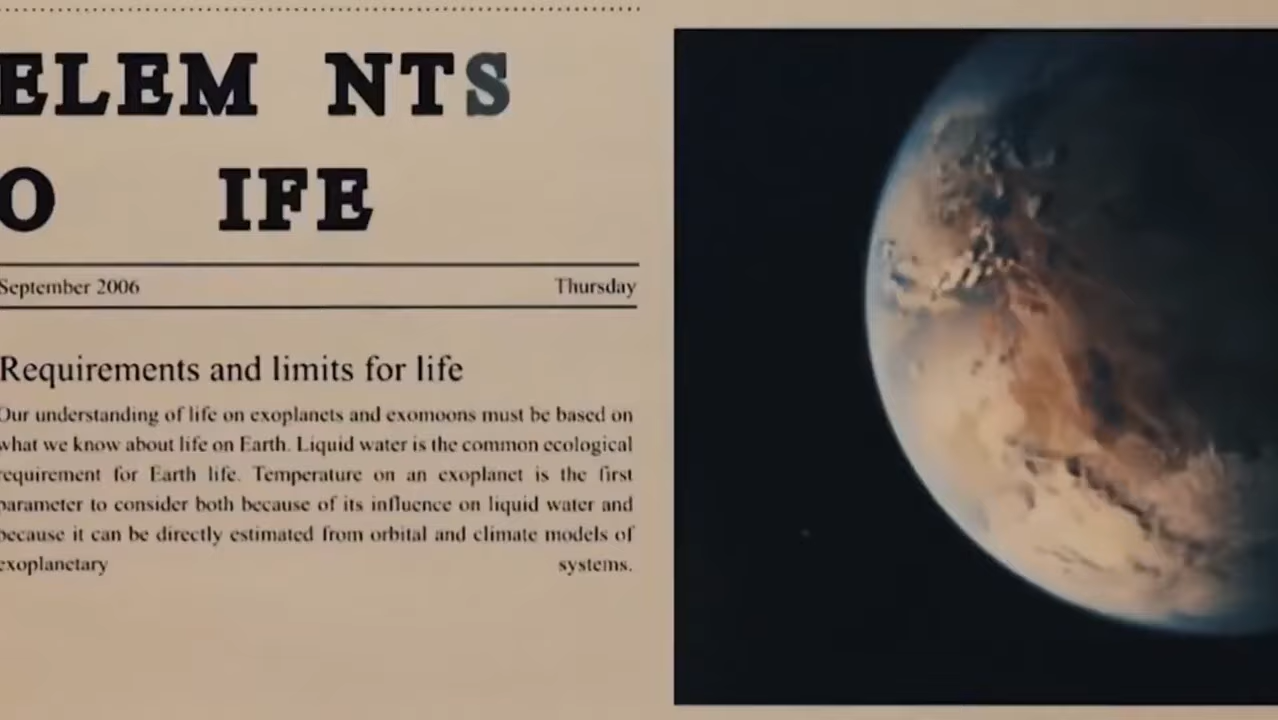 ELEM NTS
O IFE
September 2006 Thursday
Requirements and limits for life
Our understanding of life on exoplanets and exomoons must be based on
what we know about life on Earth. Liquid water is the common ecological
requirement for Earth life. Temperature on an exoplanet is the first
parameter to consider both because of its influence on liquid water and
because it can be directly estimated from orbital and climate models of
exoplanetary systems.